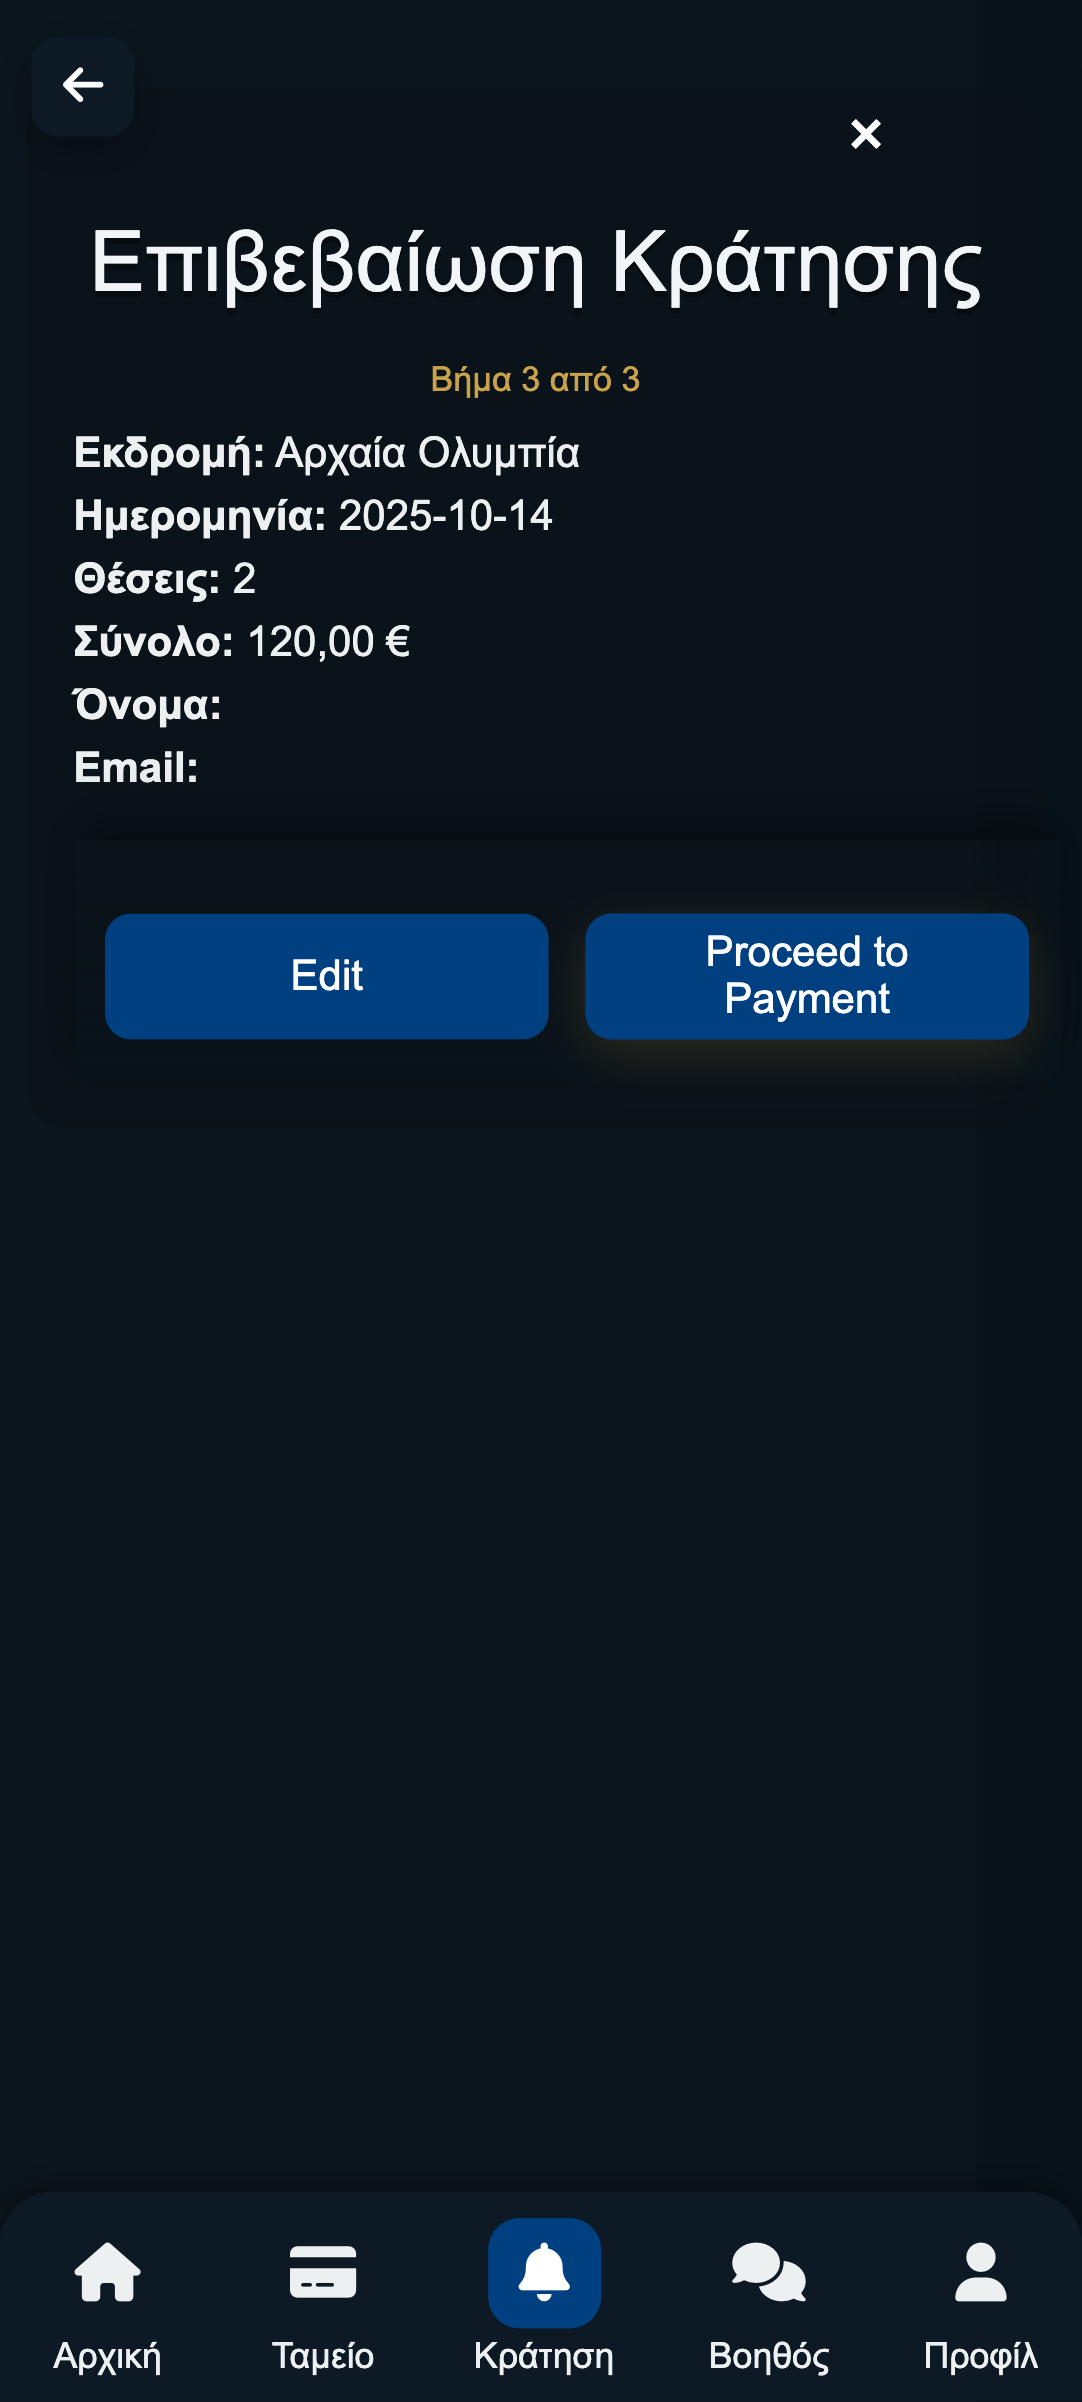 Επιβεβαίωση Κράτησης
Βήμα 3 από 3
Εκδρομή: Αρχαία Ολυμπία
Ημερομηνία: 2025-10-14
Θέσεις: 2
Σύνολο: 120,00 €
Όνομα:
Email:
Edit
Proceed to
Payment
Αρχική
Ταμείο
Κράτηση
Βοηθός
Προφίλ